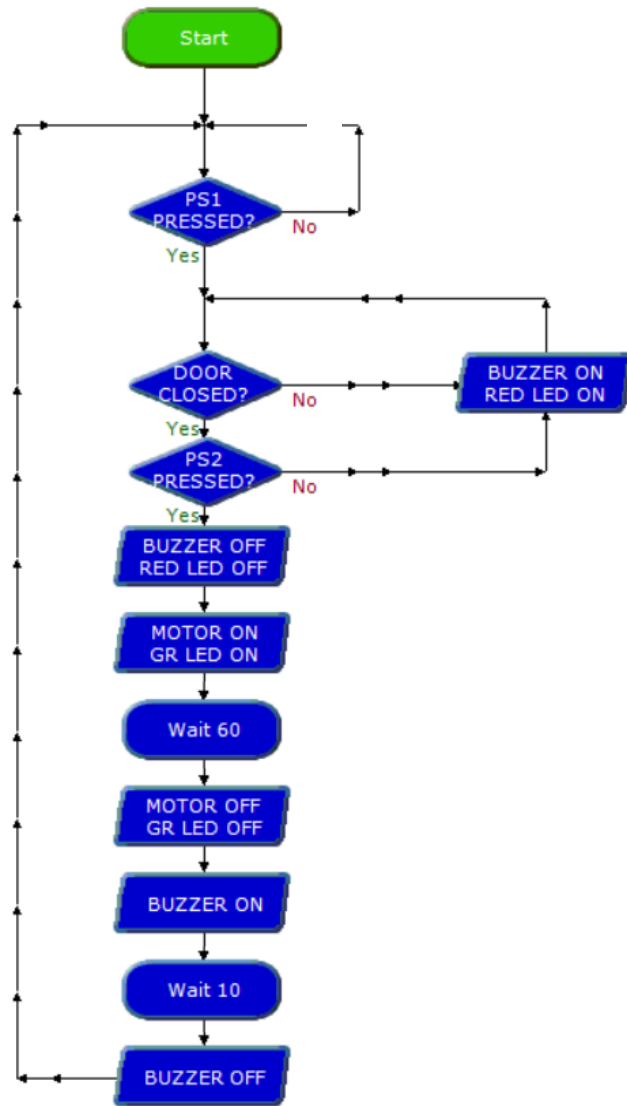 Start
PS1
PRESSED?
No
Yes
DOOR
CLOSED?
No
BUZZER ON
RED LED ON
Yes
PS2
PRESSED?
No
Yes
BUZZER OFF
RED LED OFF
MOTOR ON
GR LED ON
Wait 60
MOTOR OFF
GR LED OFF
BUZZER ON
Wait 10
BUZZER OFF